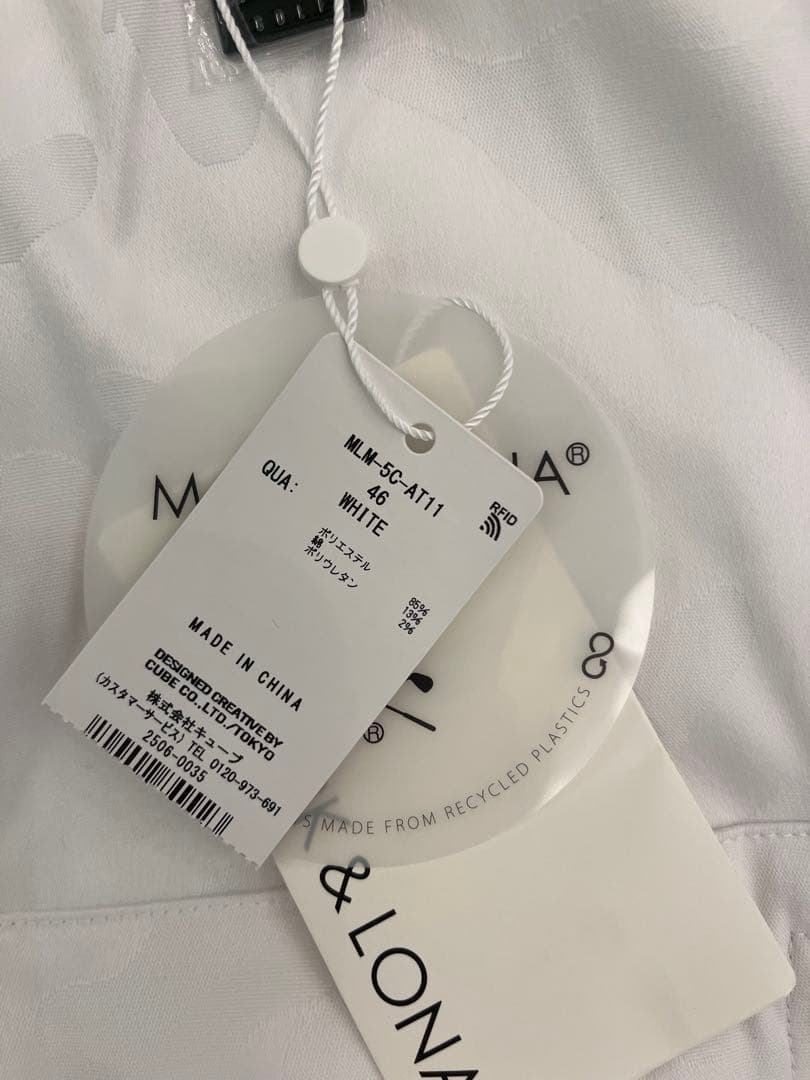 GOLF
MLM-5C-AT11
46
QUA: WHITE
RFID
ポリエステル 85%
綿 13%
ポリウレタン 2%
MADE IN CHINA
DESIGNED CREATIVE BY
CUBE CO.,LTD./TOKYO
株式会社キューブ
(カスタマーサービス) TEL 0120-973-691
2506-0035
M NA®
®
S MADE FROM RECYCLED PLASTICS
& LONA